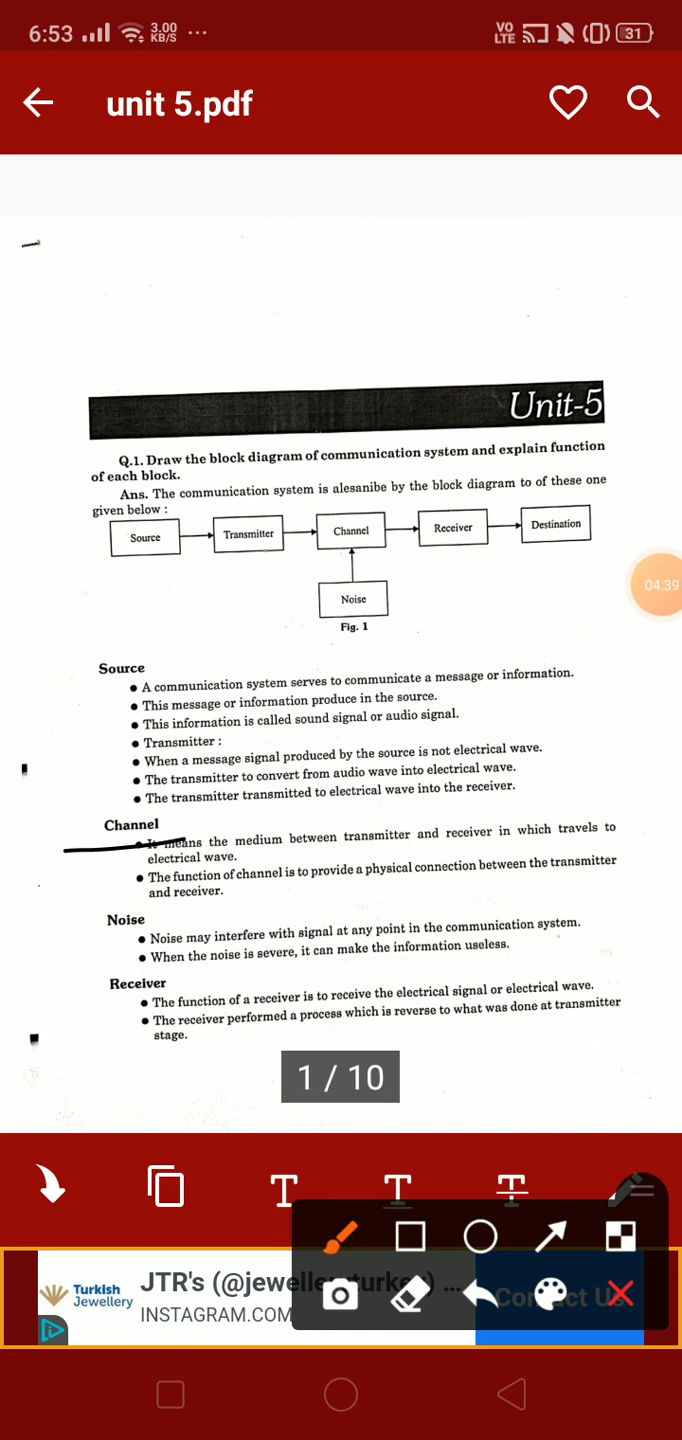 6:53 3.00 KB/S ... VO LTE 31
unit 5.pdf
Unit-5
Q.1. Draw the block diagram of communication system and explain function
of each block.
Ans. The communication system is alesanibe by the block diagram to of these one
given below :
Source Transmitter Channel Receiver Destination
04:39
Noise
Fig. 1
Source
● A communication system serves to communicate a message or information.
● This message or information produce in the source.
● This information is called sound signal or audio signal.
● Transmitter :
● When a message signal produced by the source is not electrical wave.
● The transmitter to convert from audio wave into electrical wave.
● The transmitter transmitted to electrical wave into the receiver.
Channel
● It means the medium between transmitter and receiver in which travels to
electrical wave.
● The function of channel is to provide a physical connection between the transmitter
and receiver.
Noise
● Noise may interfere with signal at any point in the communication system.
● When the noise is severe, it can make the information useless.
Receiver
● The function of a receiver is to receive the electrical signal or electrical wave.
● The receiver performed a process which is reverse to what was done at transmitter
stage.
1 / 10
T T T
Turkish
Jewellery
JTR's (@jewelleryturkey) ...
INSTAGRAM.COM
Contact Us